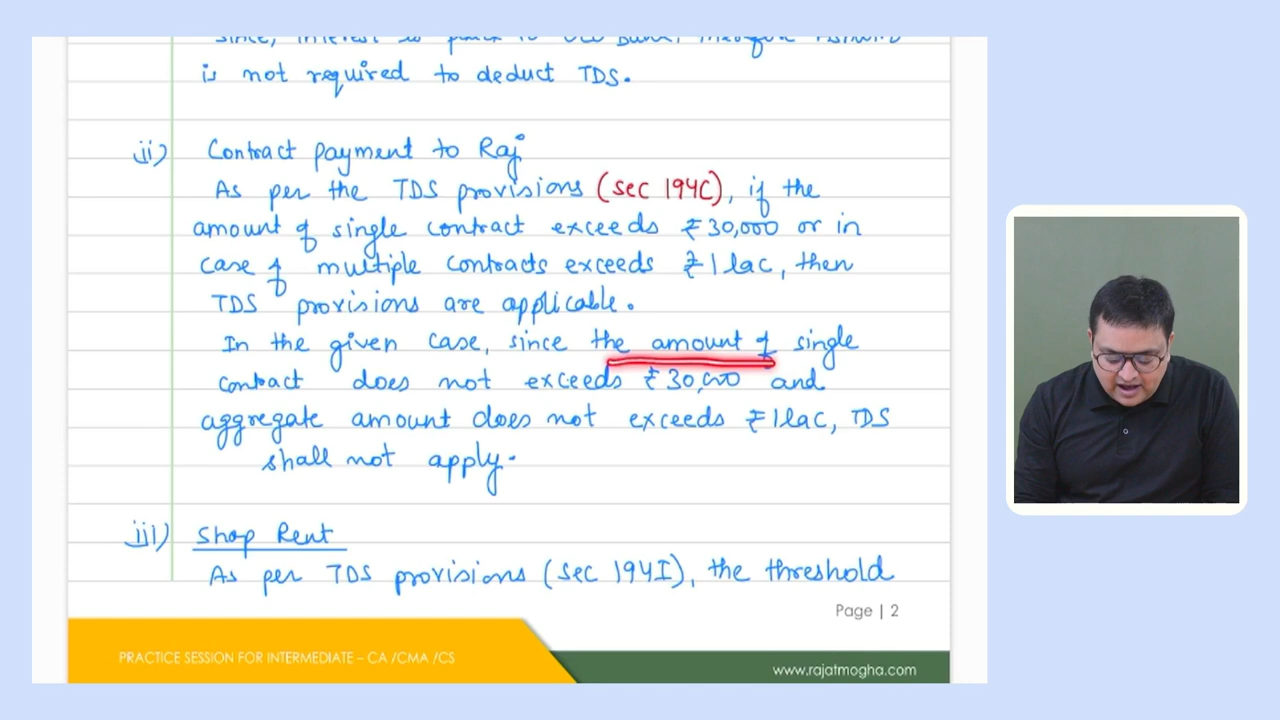 is not required to deduct TDS.
ii) Contract payment to Raj
As per the TDS provisions (sec 194C), if the
amount of single contract exceeds ₹30,000 or in
case of multiple contracts exceeds ₹1 lac, then
TDS provisions are applicable.
In the given case, since the amount of single
contract does not exceeds ₹30,000 and
aggregate amount does not exceeds ₹1lac, TDS
shall not apply.
iii) Shop Rent
As per TDS provisions (sec 194I), the threshold
Page | 2
PRACTICE SESSION FOR INTERMEDIATE – CA /CMA /CS
www.rajatmogha.com